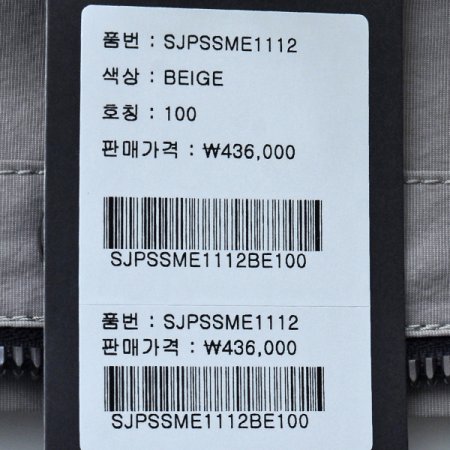 품번 : SJPSSME1112
색상 : BEIGE
호칭 : 100
판매가격 : ₩436,000
SJPSSME1112BE100
품번 : SJPSSME1112
판매가격 : ₩436,000
SJPSSME1112BE100